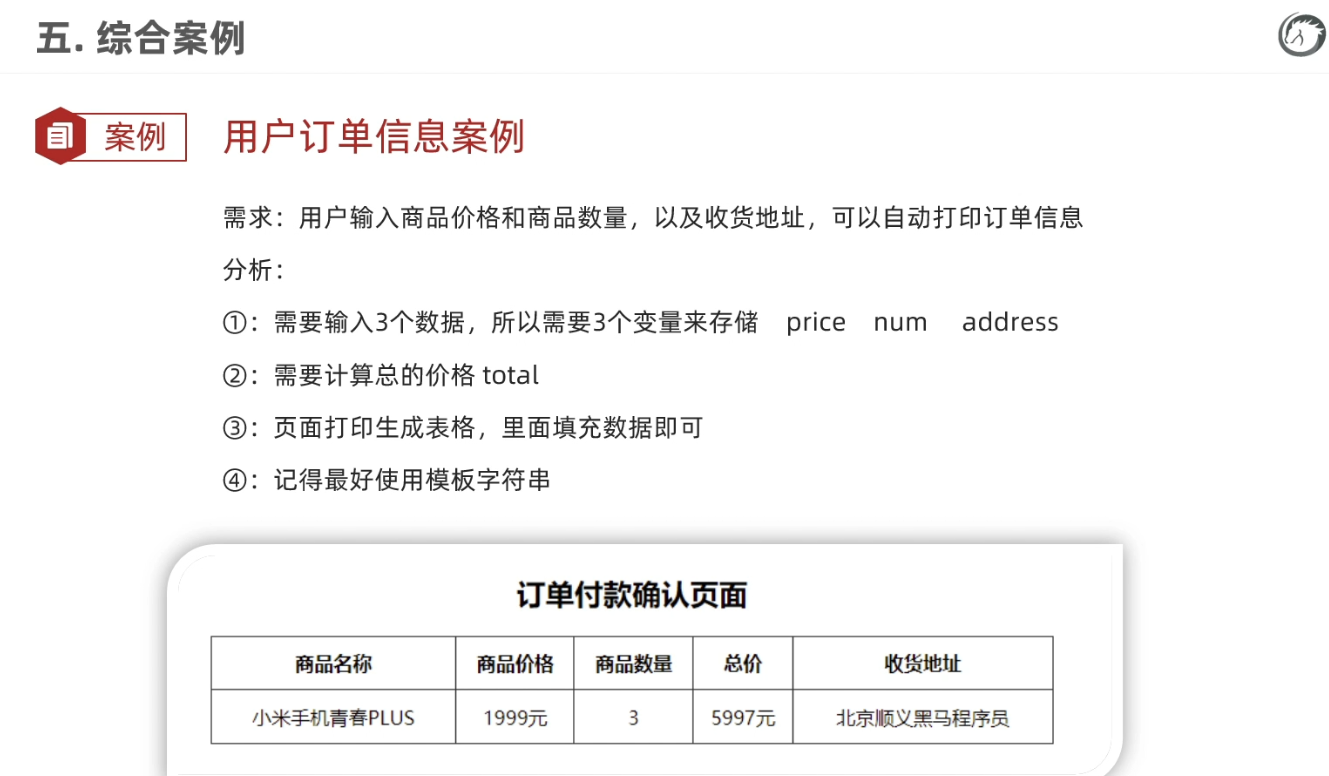 五. 综合案例
案例 用户订单信息案例
需求：用户输入商品价格和商品数量，以及收货地址，可以自动打印订单信息
分析：
①：需要输入3个数据，所以需要3个变量来存储 price num address
②：需要计算总的价格 total
③：页面打印生成表格，里面填充数据即可
④：记得最好使用模板字符串
订单付款确认页面
商品名称 商品价格 商品数量 总价 收货地址
小米手机青春PLUS 1999元 3 5997元 北京顺义黑马程序员